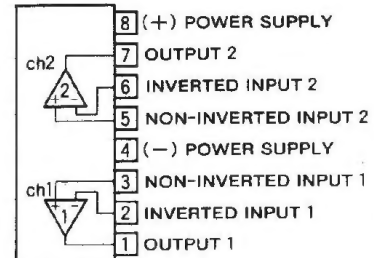 8 (+) POWER SUPPLY
7 OUTPUT 2
ch2
2
+ -
6 INVERTED INPUT 2
5 NON-INVERTED INPUT 2
4 (-) POWER SUPPLY
3 NON-INVERTED INPUT 1
ch1
+ -
1
2 INVERTED INPUT 1
1 OUTPUT 1